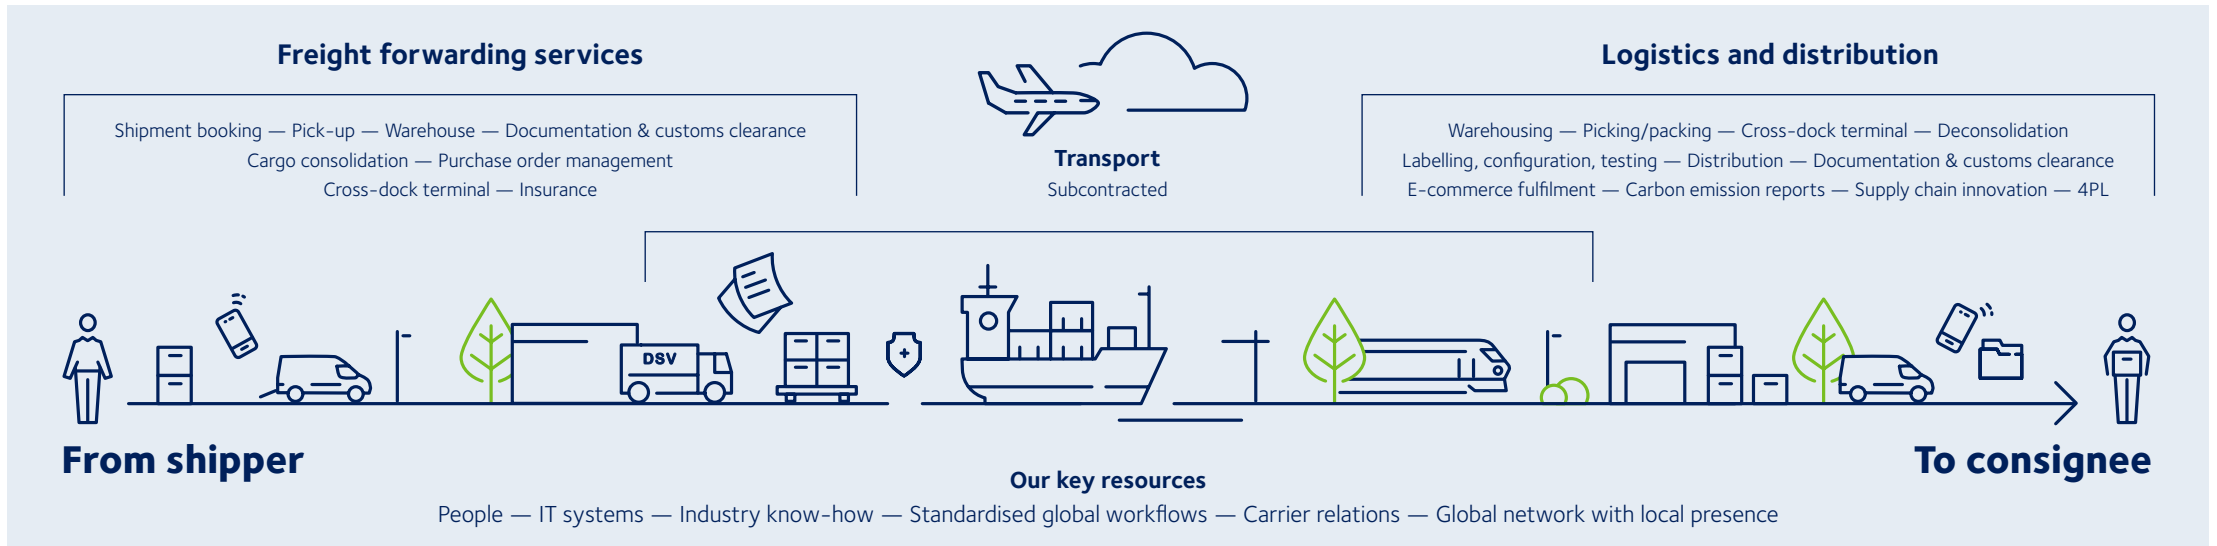 Freight forwarding services
Shipment booking — Pick-up — Warehouse — Documentation & customs clearance
Cargo consolidation — Purchase order management
Cross-dock terminal — Insurance
Transport
Subcontracted
Logistics and distribution
Warehousing — Picking/packing — Cross-dock terminal — Deconsolidation
Labelling, configuration, testing — Distribution — Documentation & customs clearance
E-commerce fulfilment — Carbon emission reports — Supply chain innovation — 4PL
DSV
From shipper
To consignee
Our key resources
People — IT systems — Industry know-how — Standardised global workflows — Carrier relations — Global network with local presence